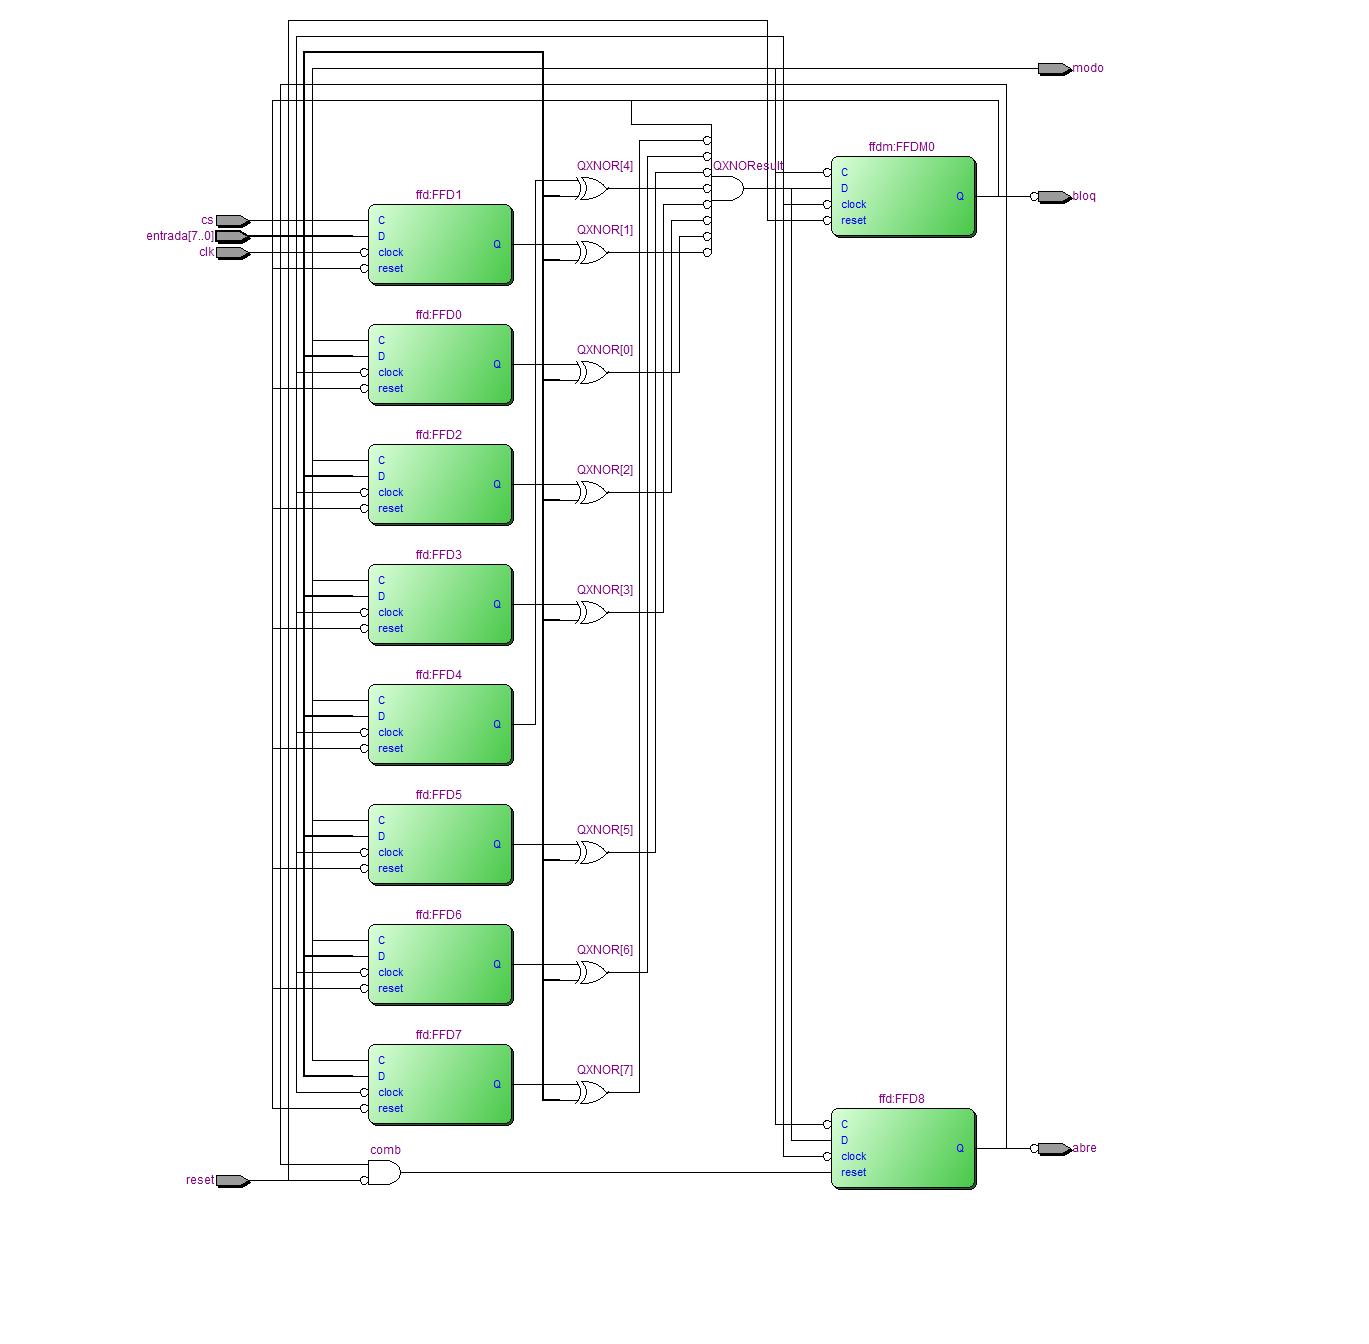 modo
ffdm:FFDM0
QXNOR[4]
QXNOResult
C
D
Q
clock
reset
bloq
ffd:FFD1
cs
entrada[7..0]
clk
C
D
Q
clock
reset
QXNOR[1]
ffd:FFD0
C
D
Q
clock
reset
QXNOR[0]
ffd:FFD2
C
D
Q
clock
reset
QXNOR[2]
ffd:FFD3
C
D
Q
clock
reset
QXNOR[3]
ffd:FFD4
C
D
Q
clock
reset
ffd:FFD5
C
D
Q
clock
reset
QXNOR[5]
ffd:FFD6
C
D
Q
clock
reset
QXNOR[6]
ffd:FFD7
C
D
Q
clock
reset
QXNOR[7]
ffd:FFD8
C
D
Q
clock
reset
abre
comb
reset